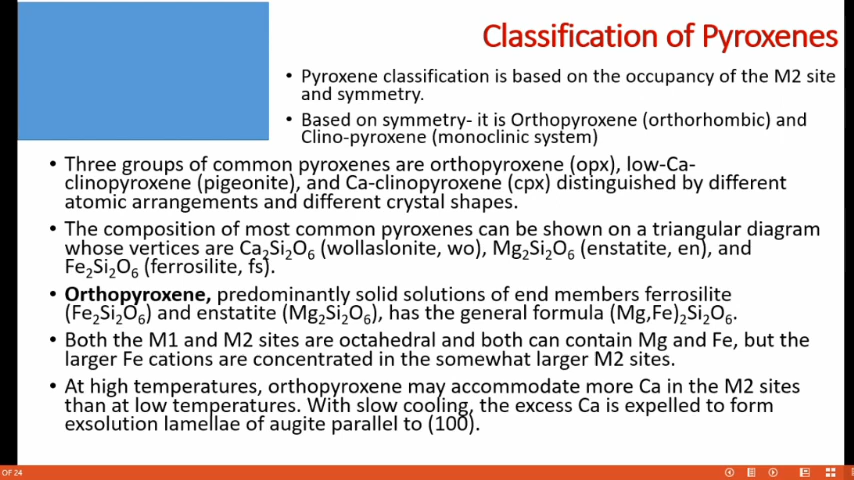 Classification of Pyroxenes
• Pyroxene classification is based on the occupancy of the M2 site
and symmetry.
• Based on symmetry- it is Orthopyroxene (orthorhombic) and
Clino-pyroxene (monoclinic system)
• Three groups of common pyroxenes are orthopyroxene (opx), low-Ca-
clinopyroxene (pigeonite), and Ca-clinopyroxene (cpx) distinguished by different
atomic arrangements and different crystal shapes.
• The composition of most common pyroxenes can be shown on a triangular diagram
whose vertices are Ca₂Si₂O₆ (wollaslonite, wo), Mg₂Si₂O₆ (enstatite, en), and
Fe₂Si₂O₆ (ferrosilite, fs).
• Orthopyroxene, predominantly solid solutions of end members ferrosilite
(Fe₂Si₂O₆) and enstatite (Mg₂Si₂O₆), has the general formula (Mg,Fe)₂Si₂O₆.
• Both the M1 and M2 sites are octahedral and both can contain Mg and Fe, but the
larger Fe cations are concentrated in the somewhat larger M2 sites.
• At high temperatures, orthopyroxene may accommodate more Ca in the M2 sites
than at low temperatures. With slow cooling, the excess Ca is expelled to form
exsolution lamellae of augite parallel to (100).
OF 24